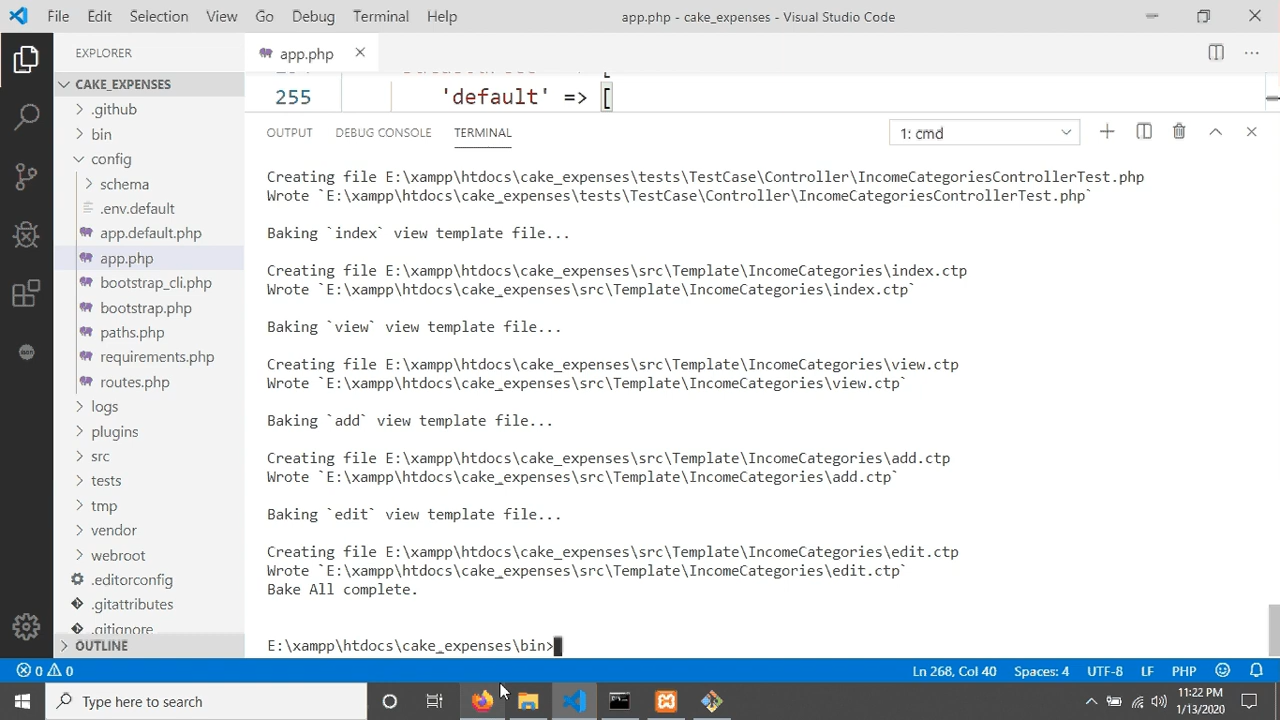 File Edit Selection View Go Debug Terminal Help app.php - cake_expenses - Visual Studio Code
EXPLORER
app.php
CAKE_EXPENSES
.github
bin
config
schema
.env.default
app.default.php
app.php
bootstrap_cli.php
bootstrap.php
paths.php
requirements.php
routes.php
logs
plugins
src
tests
tmp
vendor
webroot
.editorconfig
.gitattributes
.gitignore
OUTLINE
255 'default' => [
OUTPUT DEBUG CONSOLE TERMINAL 1: cmd
Creating file E:\xampp\htdocs\cake_expenses\tests\TestCase\Controller\IncomeCategoriesControllerTest.php
Wrote `E:\xampp\htdocs\cake_expenses\tests\TestCase\Controller\IncomeCategoriesControllerTest.php`
Baking `index` view template file...
Creating file E:\xampp\htdocs\cake_expenses\src\Template\IncomeCategories\index.ctp
Wrote `E:\xampp\htdocs\cake_expenses\src\Template\IncomeCategories\index.ctp`
Baking `view` view template file...
Creating file E:\xampp\htdocs\cake_expenses\src\Template\IncomeCategories\view.ctp
Wrote `E:\xampp\htdocs\cake_expenses\src\Template\IncomeCategories\view.ctp`
Baking `add` view template file...
Creating file E:\xampp\htdocs\cake_expenses\src\Template\IncomeCategories\add.ctp
Wrote `E:\xampp\htdocs\cake_expenses\src\Template\IncomeCategories\add.ctp`
Baking `edit` view template file...
Creating file E:\xampp\htdocs\cake_expenses\src\Template\IncomeCategories\edit.ctp
Wrote `E:\xampp\htdocs\cake_expenses\src\Template\IncomeCategories\edit.ctp`
Bake All complete.
E:\xampp\htdocs\cake_expenses\bin>
0 0 Ln 268, Col 40 Spaces: 4 UTF-8 LF PHP
Type here to search
11:22 PM
1/13/2020